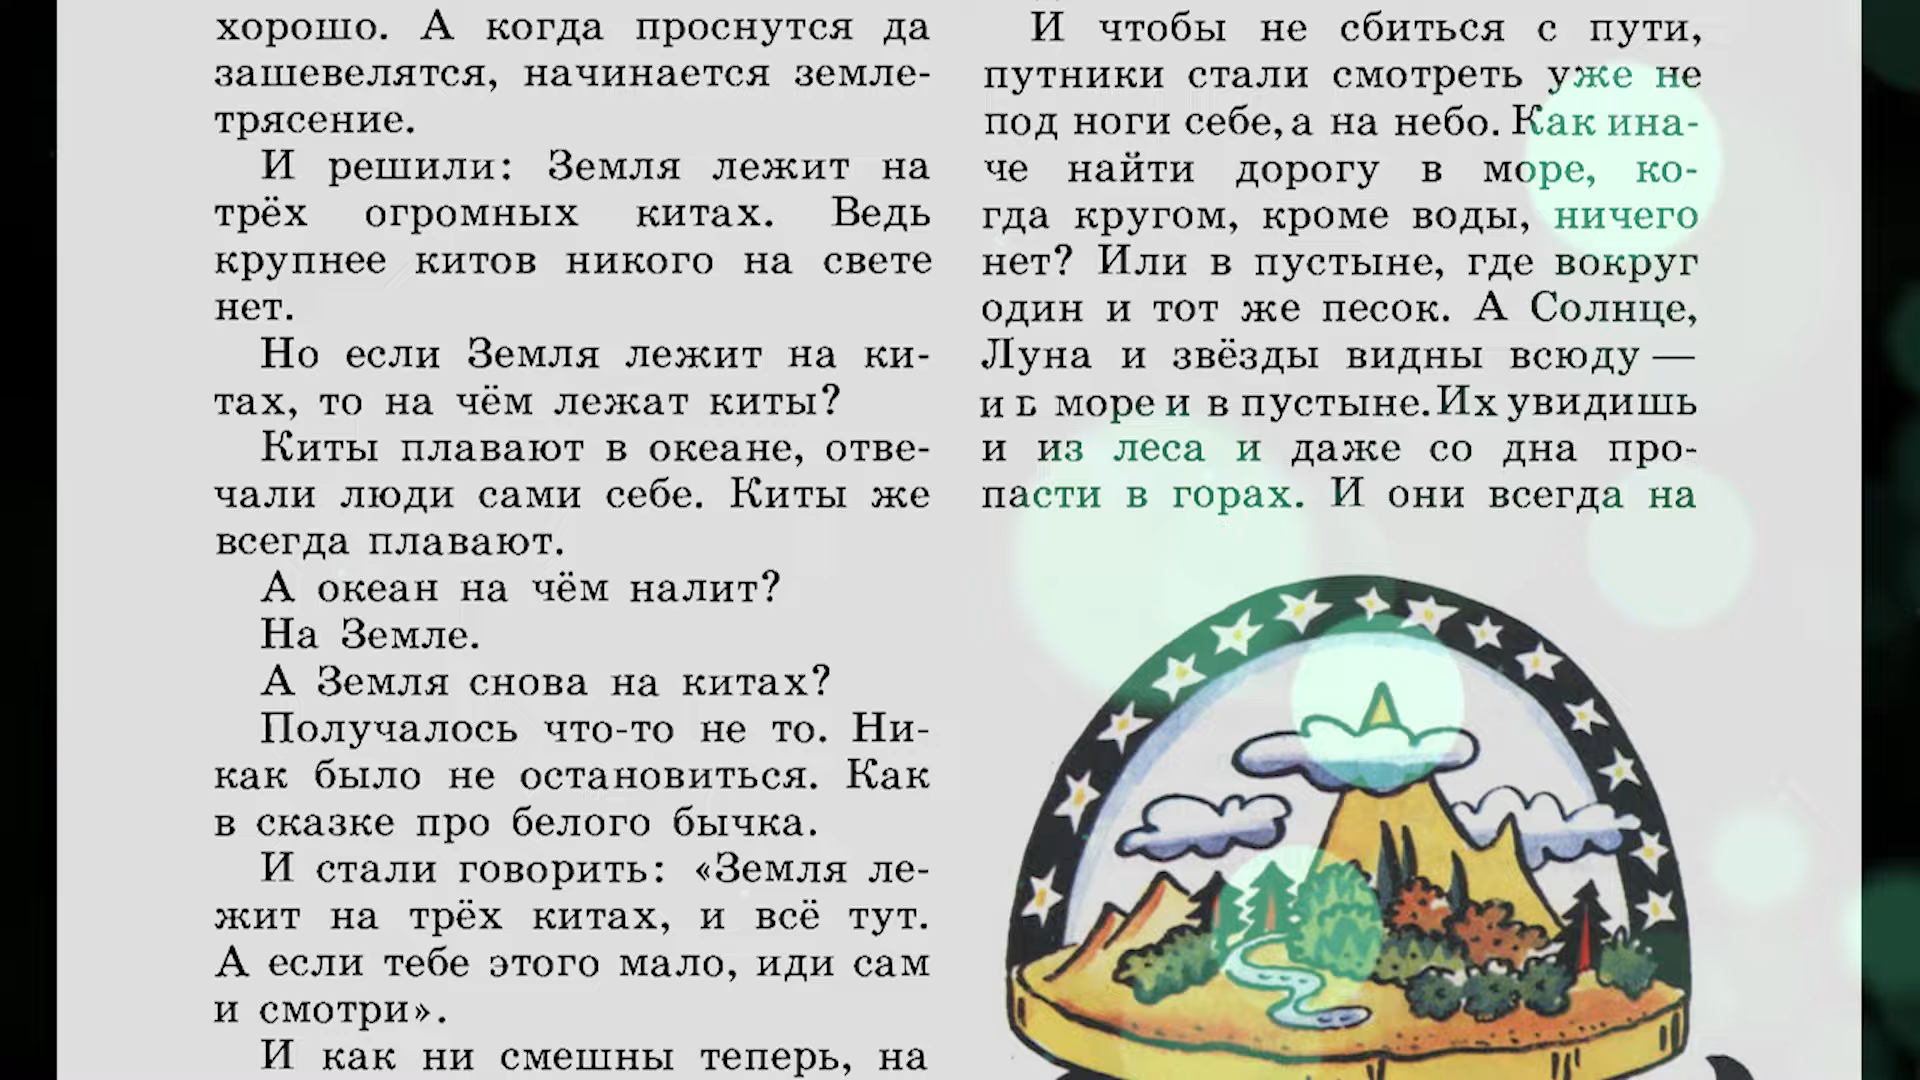 хорошо. А когда проснутся да
зашевелятся, начинается земле-
трясение.
И решили: Земля лежит на
трёх огромных китах. Ведь
крупнее китов никого на свете
нет.
Но если Земля лежит на ки-
тах, то на чём лежат киты?
Киты плавают в океане, отве-
чали люди сами себе. Киты же
всегда плавают.
А океан на чём налит?
На Земле.
А Земля снова на китах?
Получалось что-то не то. Ни-
как было не остановиться. Как
в сказке про белого бычка.
И стали говорить: «Земля ле-
жит на трёх китах, и всё тут.
А если тебе этого мало, иди сам
и смотри».
И как ни смешны теперь, на
И чтобы не сбиться с пути,
путники стали смотреть уже не
под ноги себе, а на небо. Как ина-
че найти дорогу в море, ко-
гда кругом, кроме воды, ничего
нет? Или в пустыне, где вокруг
один и тот же песок. А Солнце,
Луна и звёзды видны всюду —
и в море и в пустыне. Их увидишь
и из леса и даже со дна про-
пасти в горах. И они всегда на